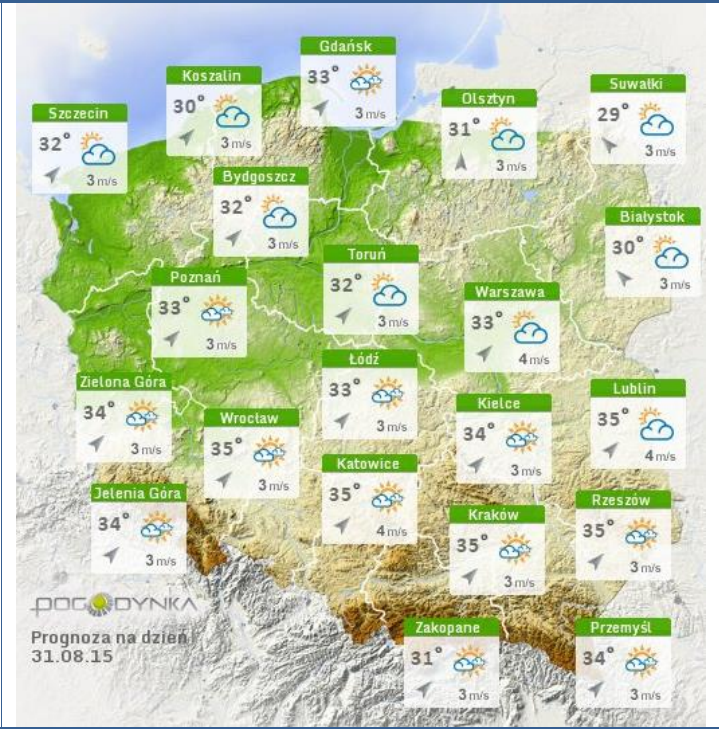 Gdańsk
33°
3 m/s
Koszalin
30°
3 m/s
Suwałki
29°
3 m/s
Olsztyn
31°
3 m/s
Szczecin
32°
3 m/s
Bydgoszcz
32°
3 m/s
Białystok
30°
3 m/s
Toruń
32°
3 m/s
Poznań
33°
3 m/s
Warszawa
33°
4 m/s
Łódź
33°
3 m/s
Zielona Góra
34°
3 m/s
Lublin
35°
4 m/s
Kielce
34°
3 m/s
Wrocław
35°
3 m/s
Katowice
35°
4 m/s
Jelenia Góra
34°
3 m/s
Rzeszów
35°
3 m/s
Kraków
35°
3 m/s
POGODYNKA
Prognoza na dzień
31.08.15
Zakopane
31°
3 m/s
Przemyśl
34°
3 m/s